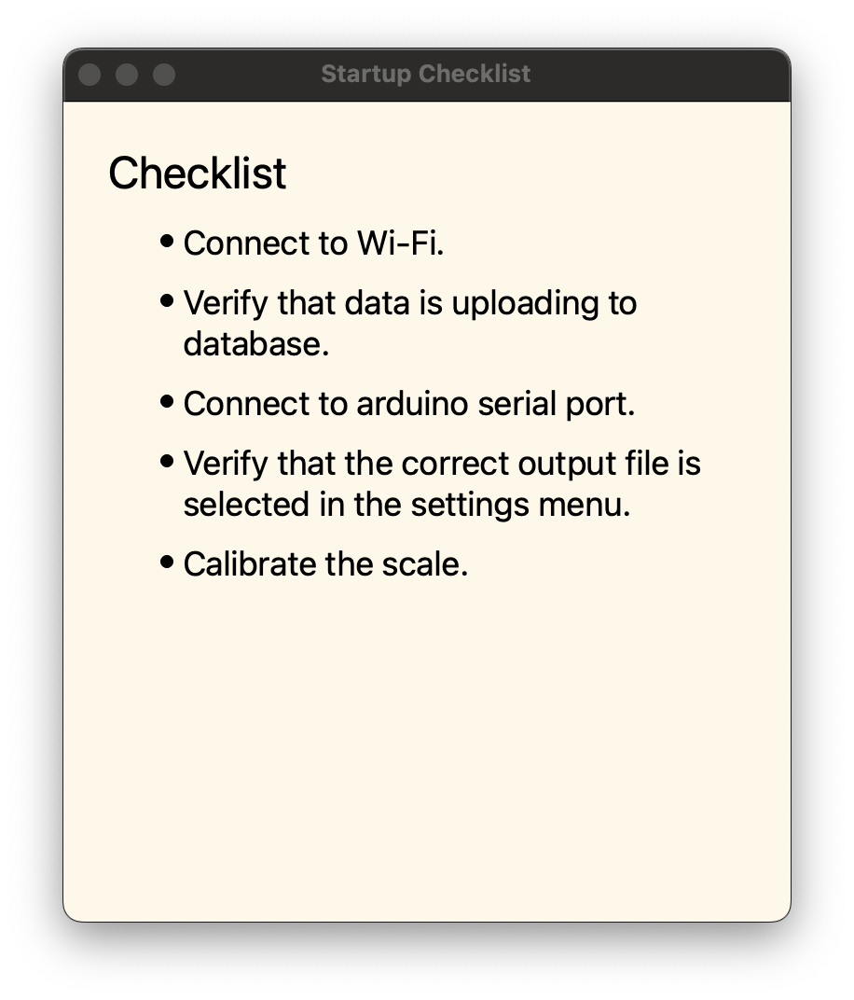 Startup Checklist
Checklist
• Connect to Wi-Fi.
• Verify that data is uploading to
database.
• Connect to arduino serial port.
• Verify that the correct output file is
selected in the settings menu.
• Calibrate the scale.